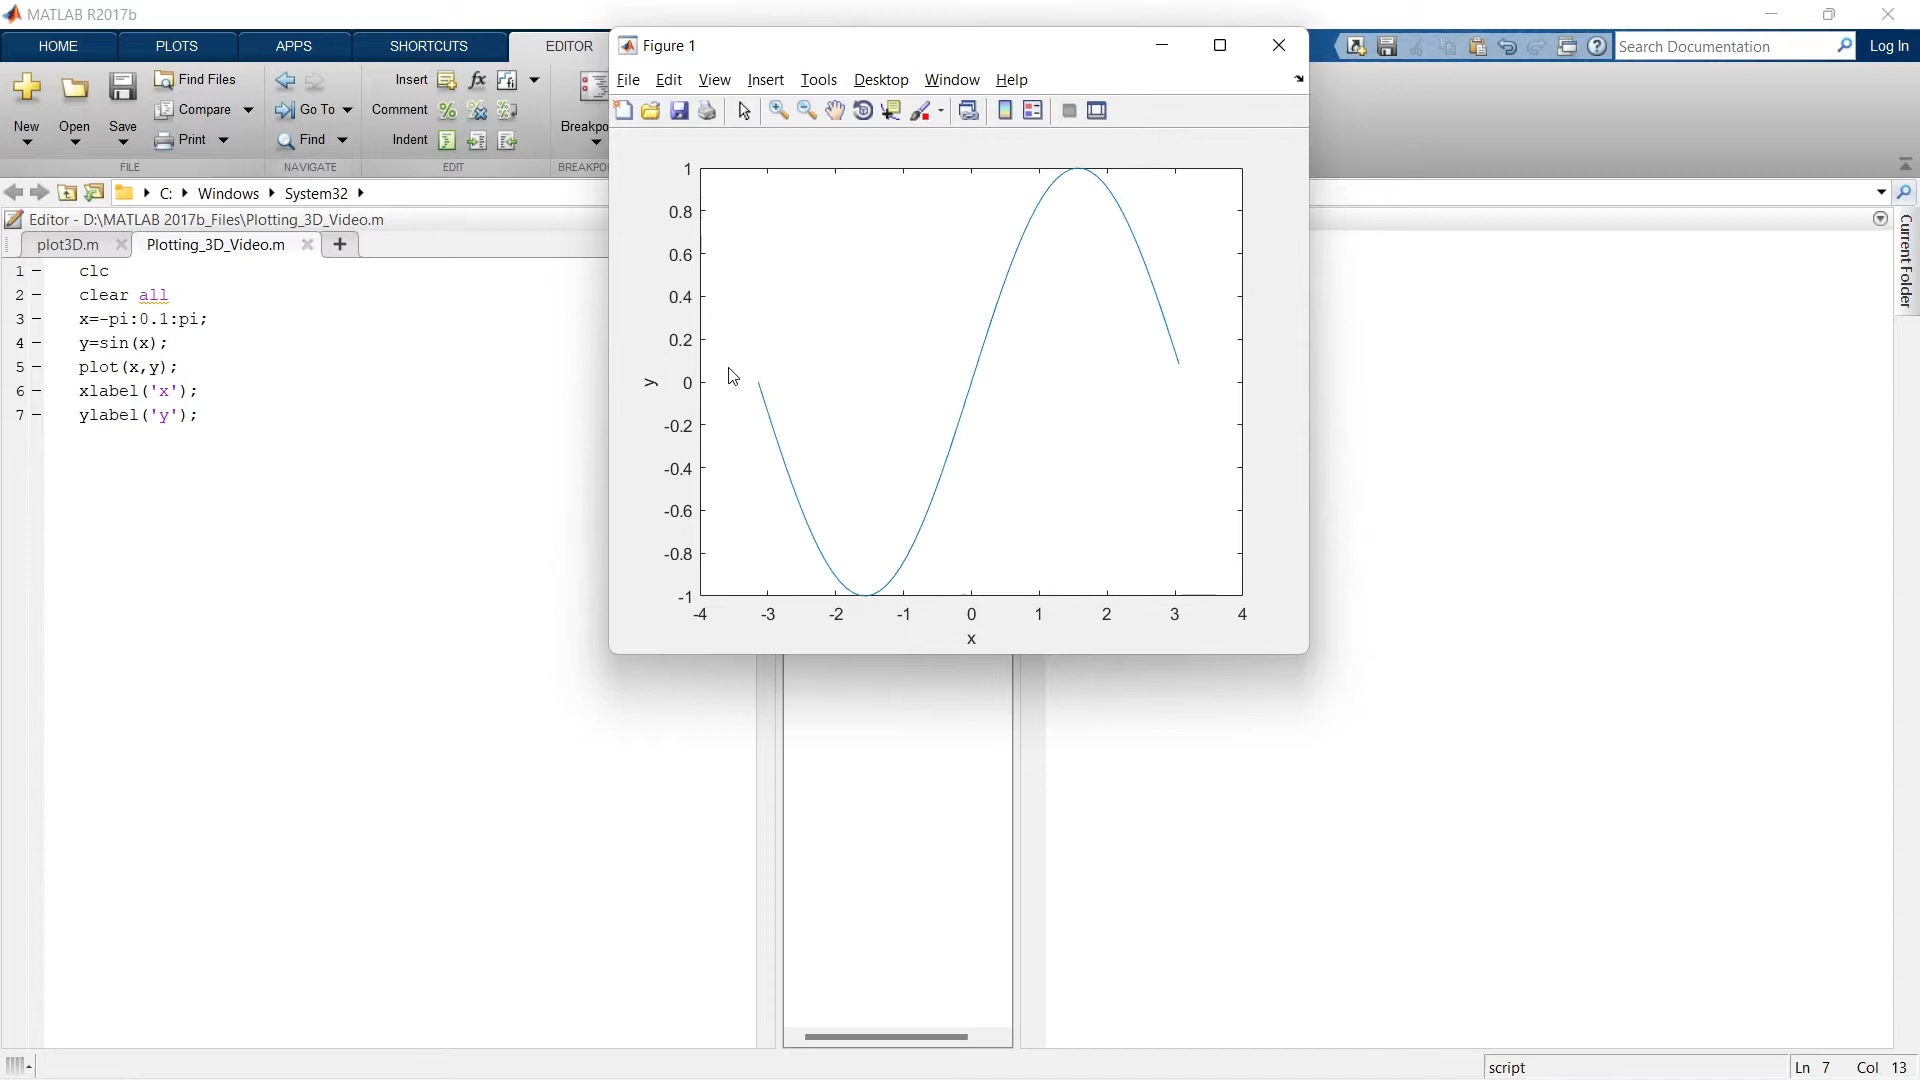 MATLAB R2017b
HOME PLOTS APPS SHORTCUTS EDITOR
Search Documentation Log In
New Open Save
Find Files
Compare
Print
FILE
Go To
Find
NAVIGATE
Insert fx
Comment
Indent
EDIT
Breakpo
BREAKPO
C: Windows System32
Editor - D:\MATLAB 2017b_Files\Plotting_3D_Video.m
plot3D.m Plotting_3D_Video.m +
1 – clc
2 – clear all
3 – x=-pi:0.1:pi;
4 – y=sin(x);
5 – plot(x,y);
6 – xlabel('x');
7 – ylabel('y');
Figure 1
File Edit View Insert Tools Desktop Window Help
1
0.8
0.6
0.4
0.2
0
-0.2
-0.4
-0.6
-0.8
-1
y
-4 -3 -2 -1 0 1 2 3 4
x
Current Folder
script Ln 7 Col 13